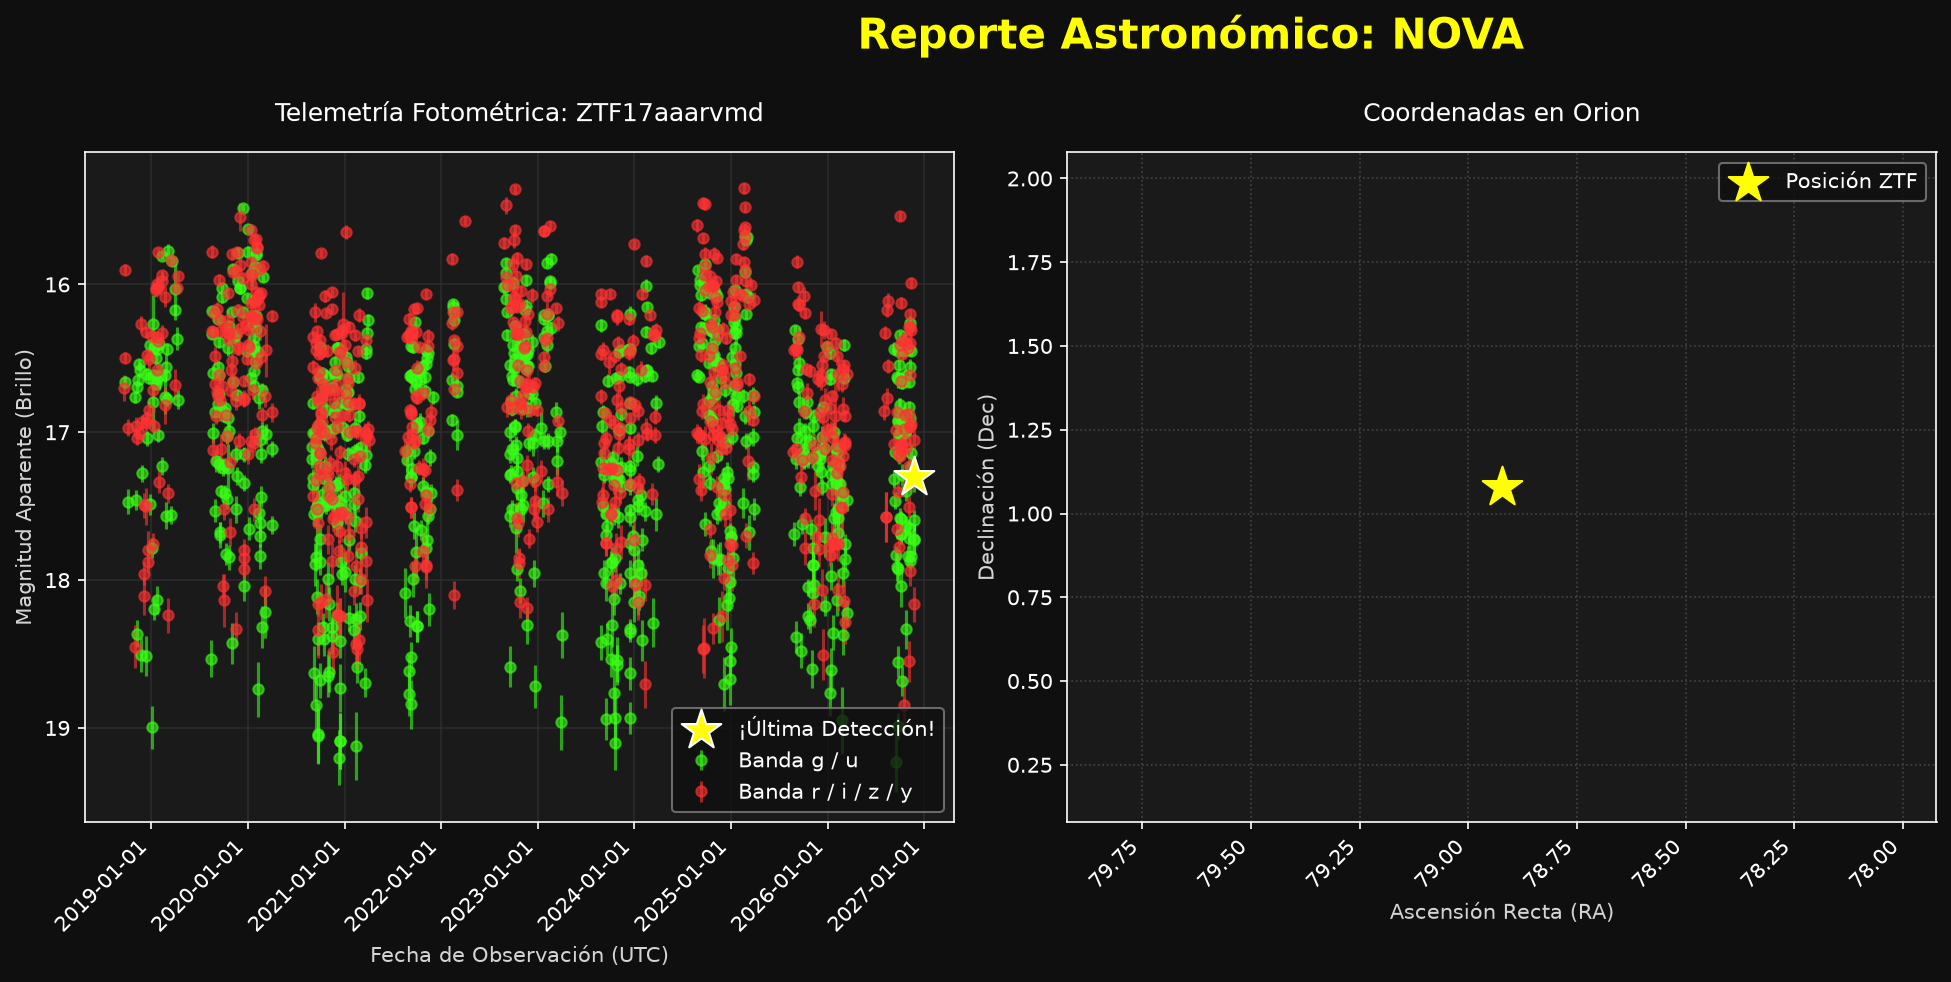 Reporte Astronómico: NOVA
Telemetría Fotométrica: ZTF17aaarvmd
Magnitud Aparente (Brillo)
16
17
18
19
¡Última Detección!
Banda g / u
Banda r / i / z / y
2019-01-01
2020-01-01
2021-01-01
2022-01-01
2023-01-01
2024-01-01
2025-01-01
2026-01-01
2027-01-01
Fecha de Observación (UTC)
Coordenadas en Orion
Posición ZTF
Declinación (Dec)
2.00
1.75
1.50
1.25
1.00
0.75
0.50
0.25
79.75
79.50
79.25
79.00
78.75
78.50
78.25
78.00
Ascensión Recta (RA)